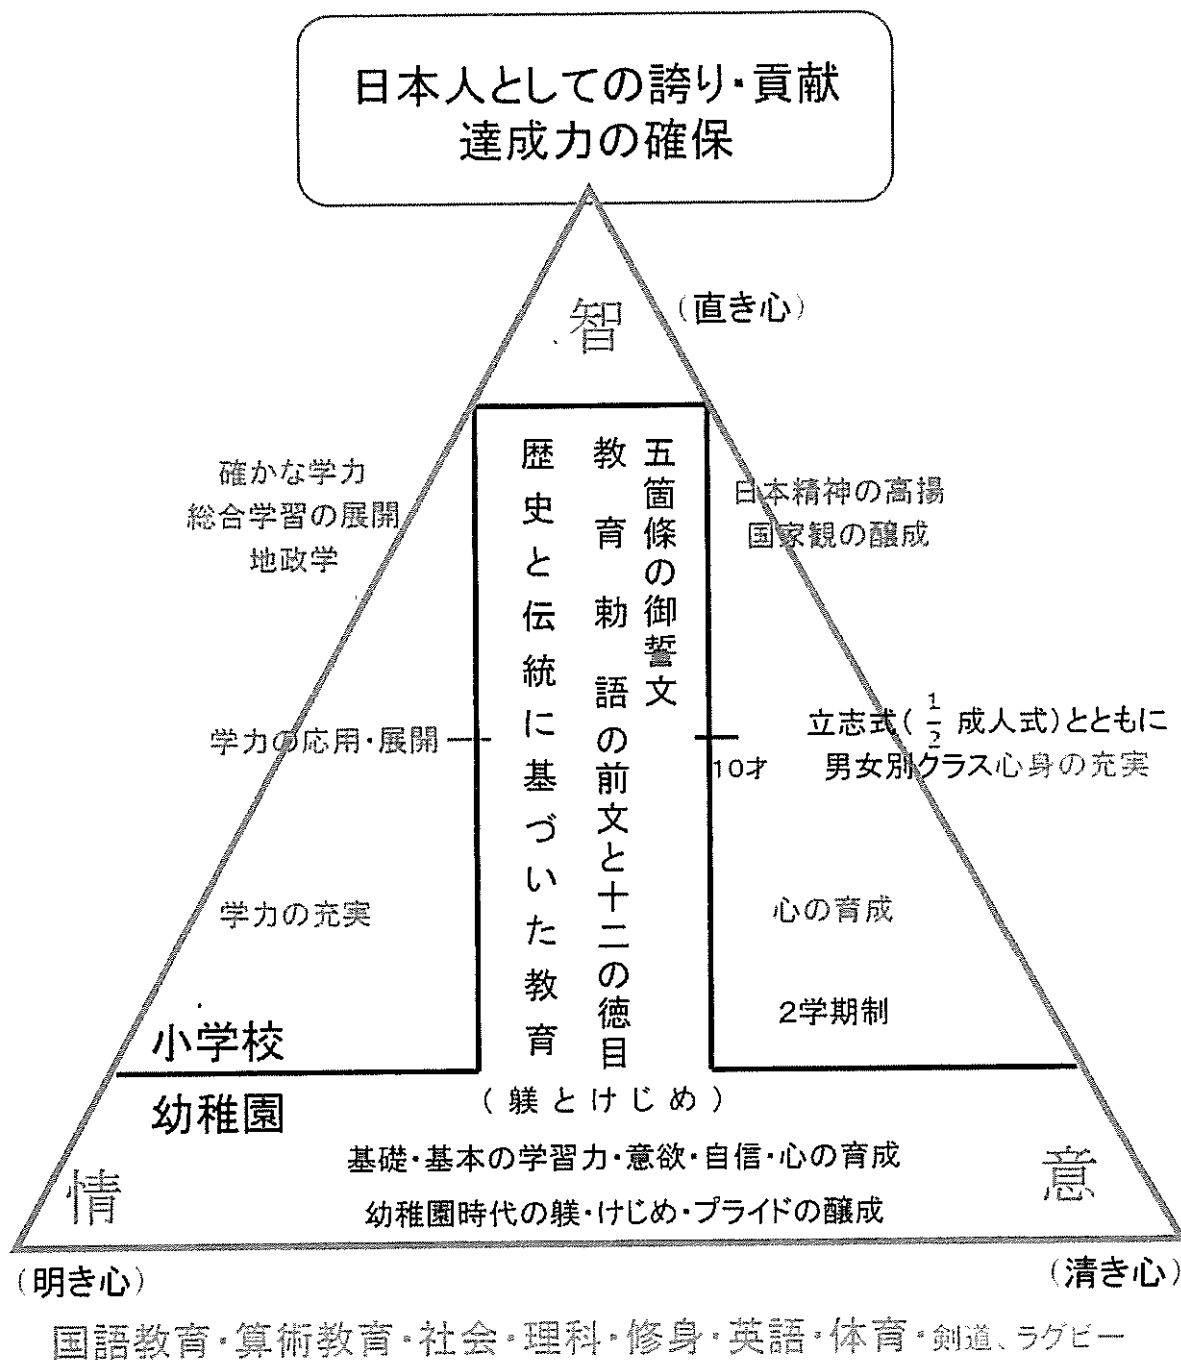 日本人としての誇り・貢献
達成力の確保
智
(直き心)
確かな学力
総合学習の展開
地政学
日本精神の高揚
国家観の醸成
五箇條の御誓文
教育勅語の前文と十二の徳目
歴史と伝統に基づいた教育
学力の応用・展開
10才
立志式(1/2成人式)とともに
男女別クラス心身の充実
学力の充実
心の育成
2学期制
小学校
幼稚園
(躾とけじめ)
基礎・基本の学習力・意欲・自信・心の育成
幼稚園時代の躾・けじめ・プライドの醸成
情
意
(明き心)
(清き心)
国語教育・算術教育・社会・理科・修身・英語・体育・剣道、ラグビー